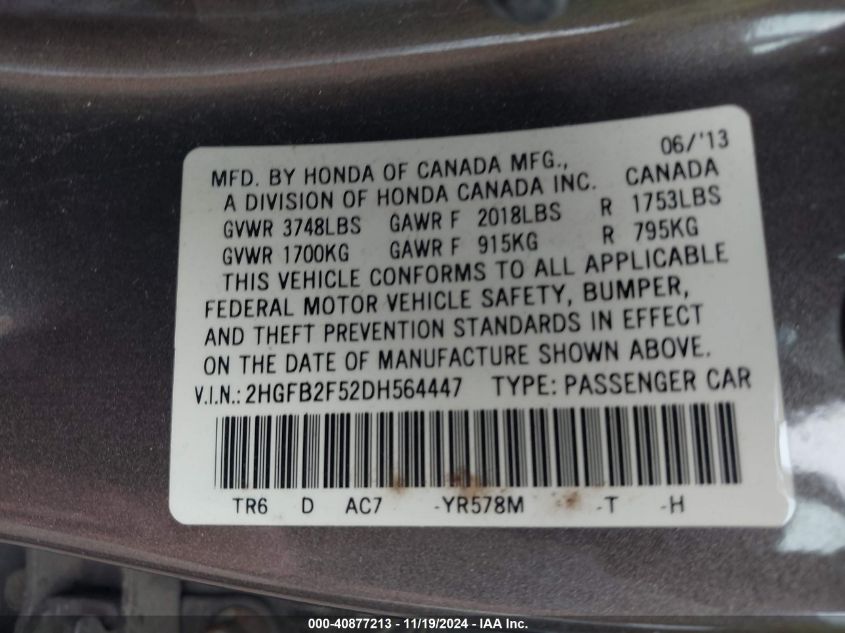 06/'13
MFD. BY HONDA OF CANADA MFG., CANADA
A DIVISION OF HONDA CANADA INC.
GVWR 3748LBS GAWR F 2018LBS R 1753LBS
GVWR 1700KG GAWR F 915KG R 795KG
THIS VEHICLE CONFORMS TO ALL APPLICABLE
FEDERAL MOTOR VEHICLE SAFETY, BUMPER,
AND THEFT PREVENTION STANDARDS IN EFFECT
ON THE DATE OF MANUFACTURE SHOWN ABOVE.
V.I.N.: 2HGFB2F52DH564447 TYPE: PASSENGER CAR
TR6 D AC7 -YR578M -T -H
000-40877213 - 11/19/2024 - IAA Inc.